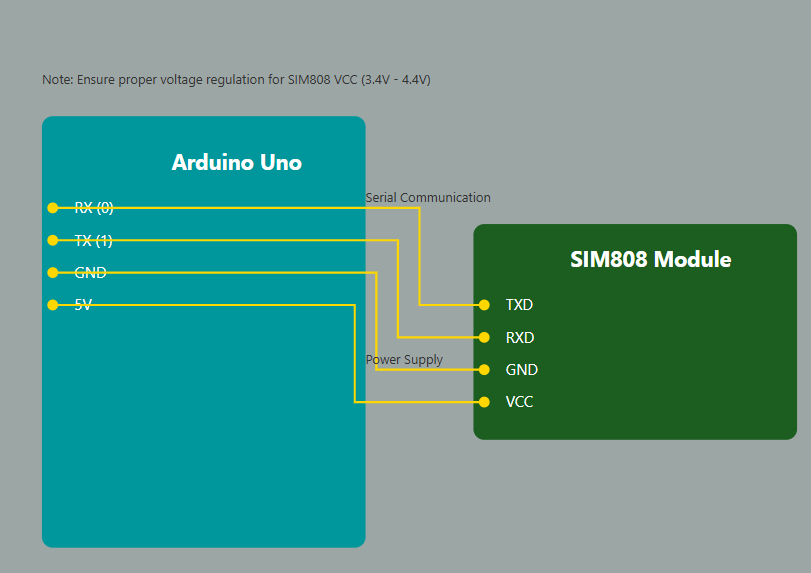 Note: Ensure proper voltage regulation for SIM808 VCC (3.4V - 4.4V)
Arduino Uno
RX (0)
TX (1)
GND
5V
Serial Communication
Power Supply
SIM808 Module
TXD
RXD
GND
VCC